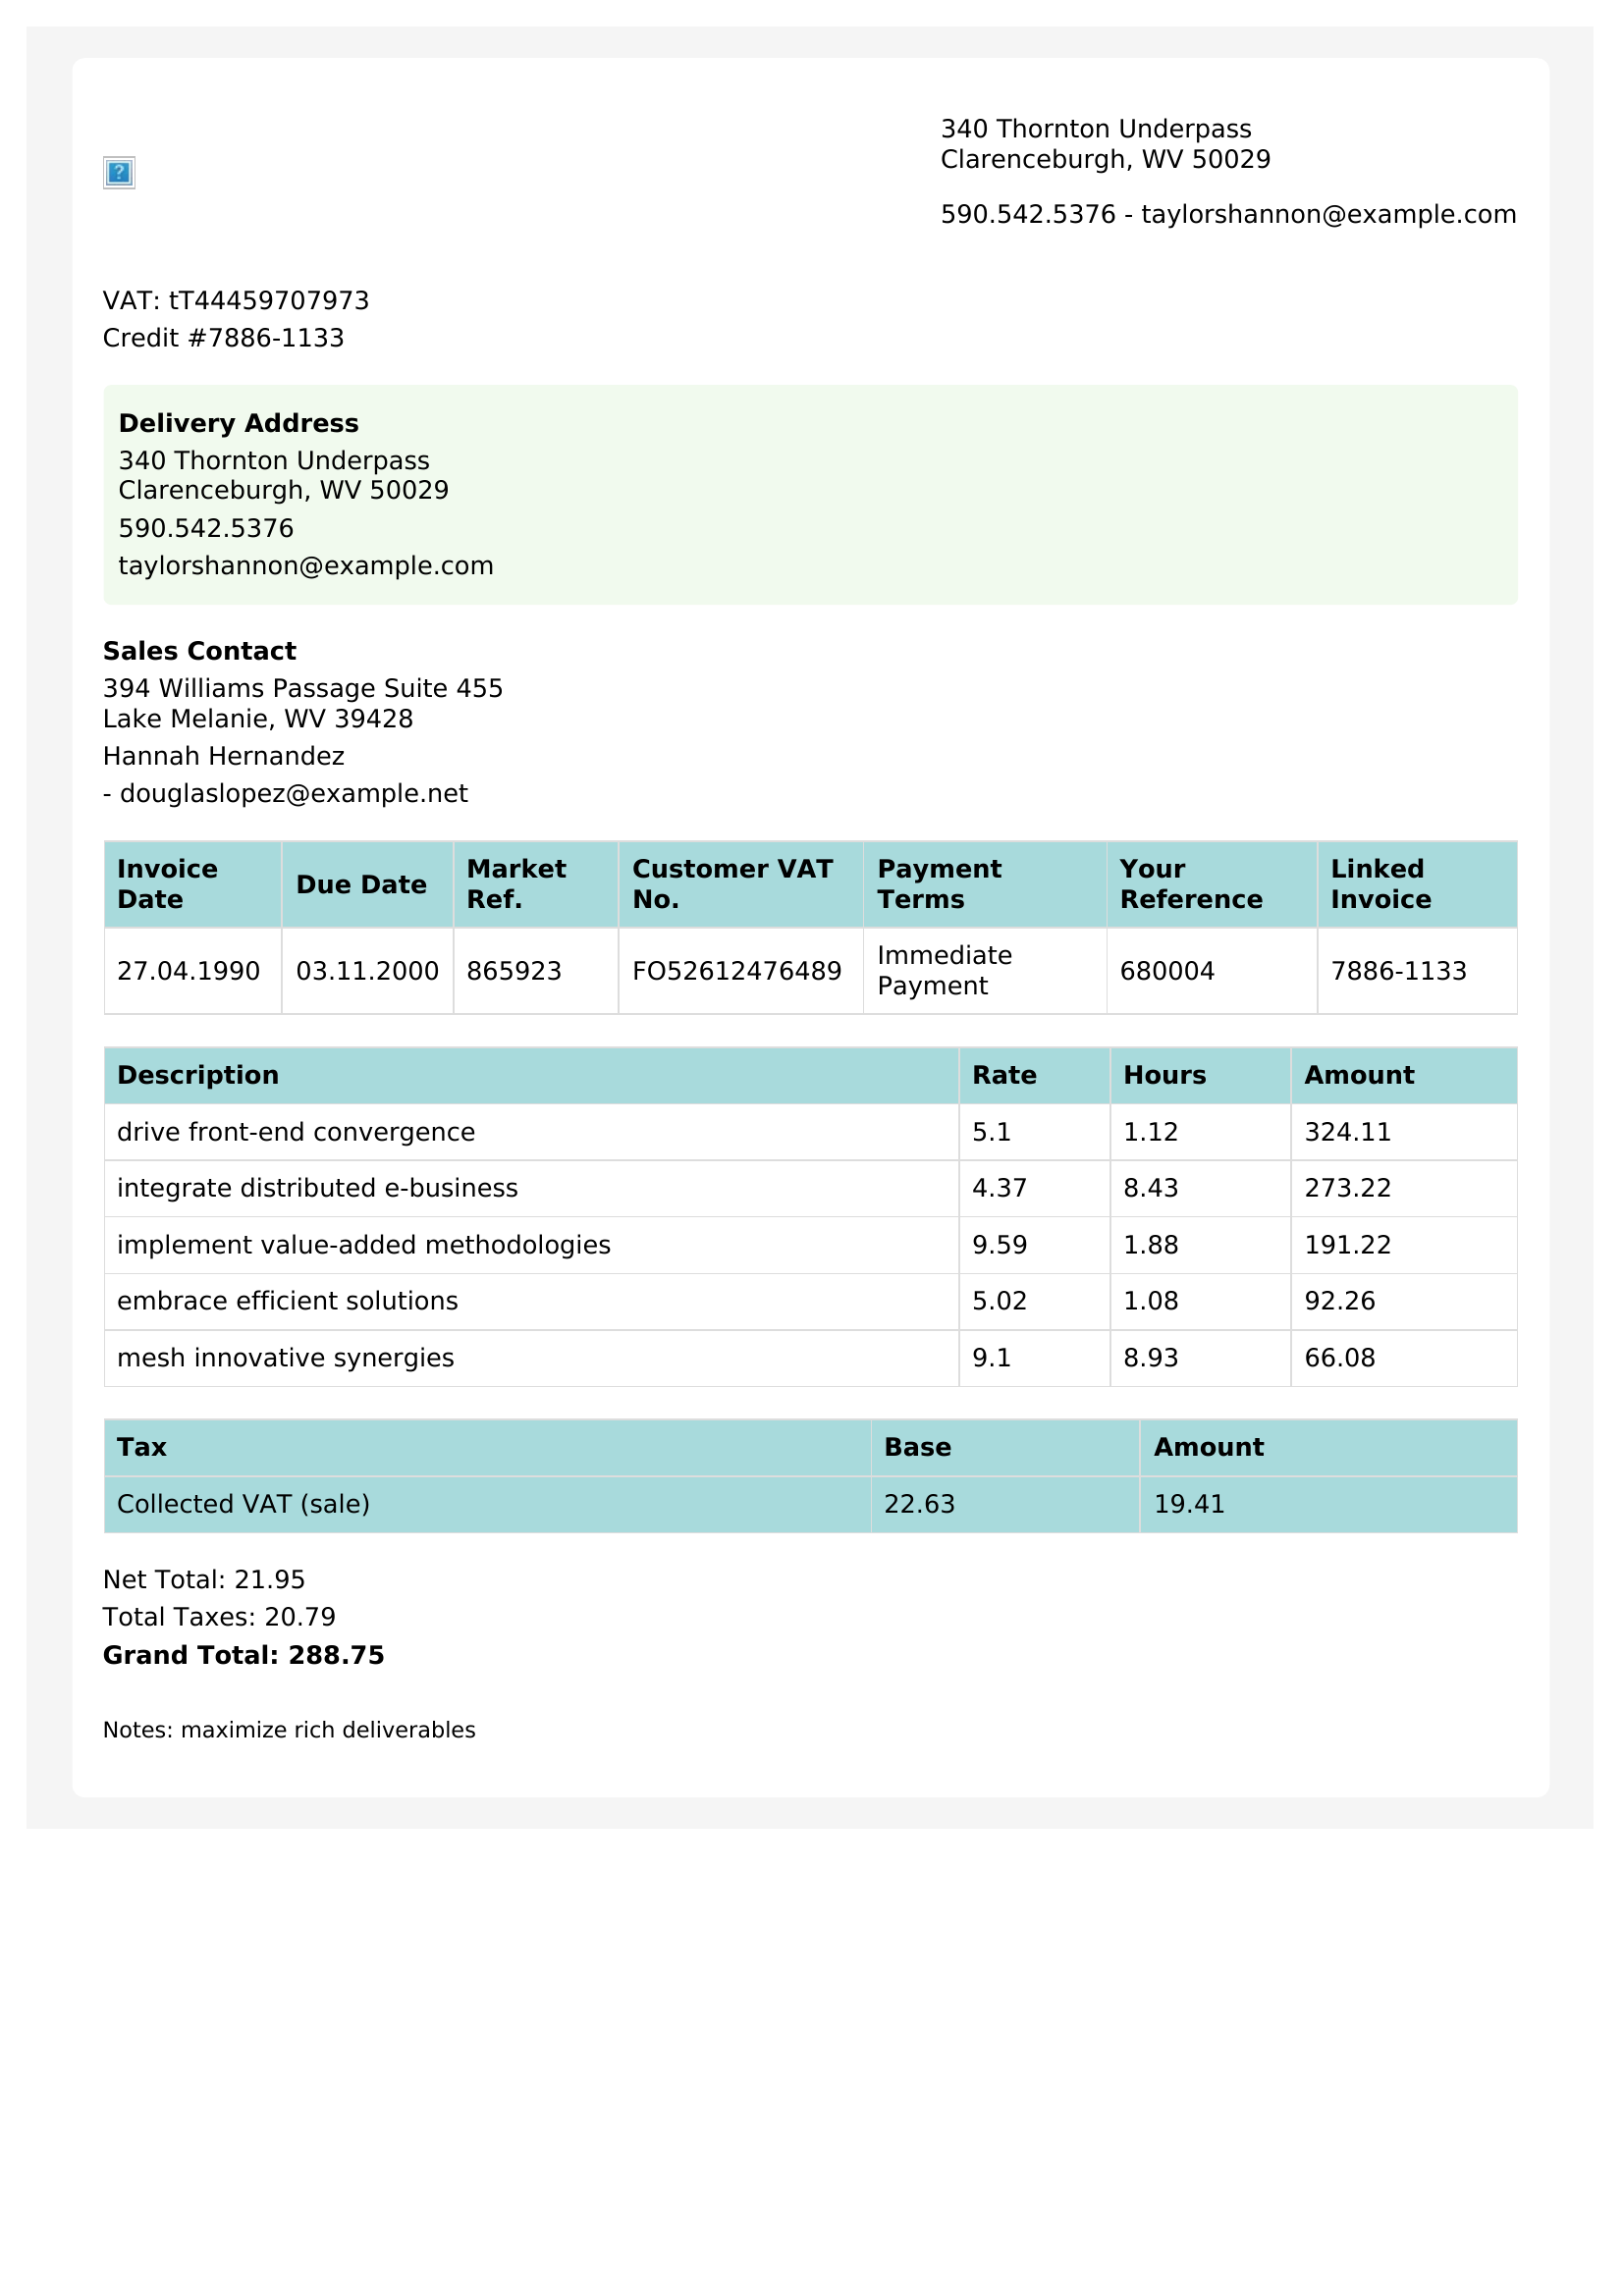 340 Thornton Underpass
Clarenceburgh, WV 50029
590.542.5376 - taylorshannon@example.com
VAT: tT44459707973
Credit #7886-1133
Delivery Address
340 Thornton Underpass
Clarenceburgh, WV 50029
590.542.5376
taylorshannon@example.com
Sales Contact
394 Williams Passage Suite 455
Lake Melanie, WV 39428
Hannah Hernandez
- douglaslopez@example.net
Invoice Date Due Date Market Ref. Customer VAT No. Payment Terms Your Reference Linked Invoice
27.04.1990 03.11.2000 865923 FO52612476489 Immediate Payment 680004 7886-1133
Description Rate Hours Amount
drive front-end convergence 5.1 1.12 324.11
integrate distributed e-business 4.37 8.43 273.22
implement value-added methodologies 9.59 1.88 191.22
embrace efficient solutions 5.02 1.08 92.26
mesh innovative synergies 9.1 8.93 66.08
Tax Base Amount
Collected VAT (sale) 22.63 19.41
Net Total: 21.95
Total Taxes: 20.79
Grand Total: 288.75
Notes: maximize rich deliverables